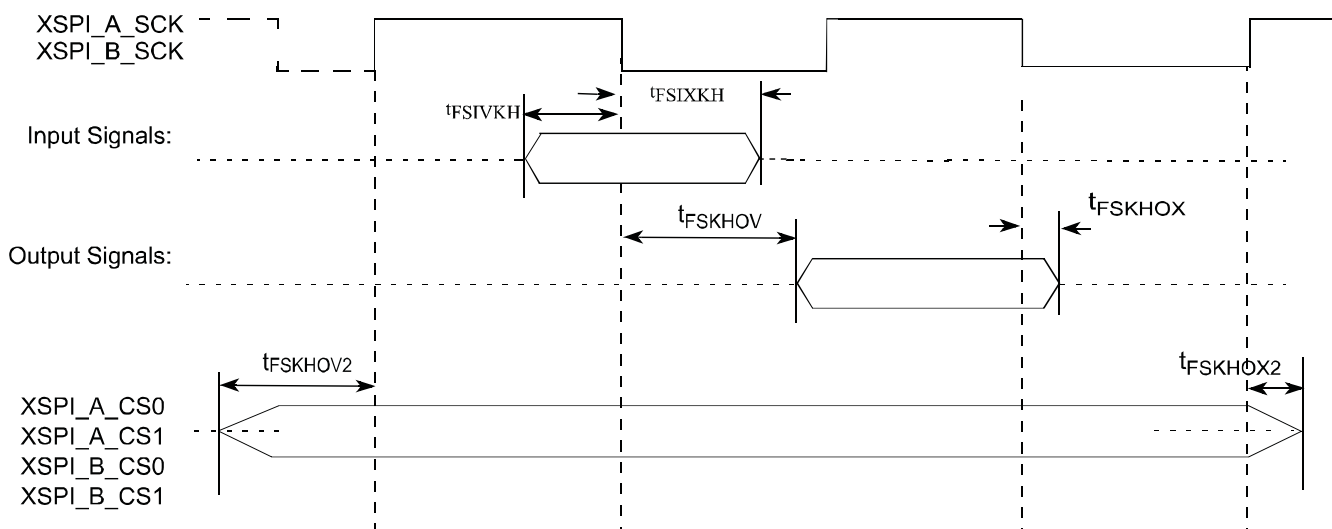 XSPI_A_SCK
XSPI_B_SCK
tFSIVKH
tFSIXKH
Input Signals:
tFSKHOV
tFSKHOX
Output Signals:
tFSKHOV2
tFSKHOX2
XSPI_A_CS0
XSPI_A_CS1
XSPI_B_CS0
XSPI_B_CS1